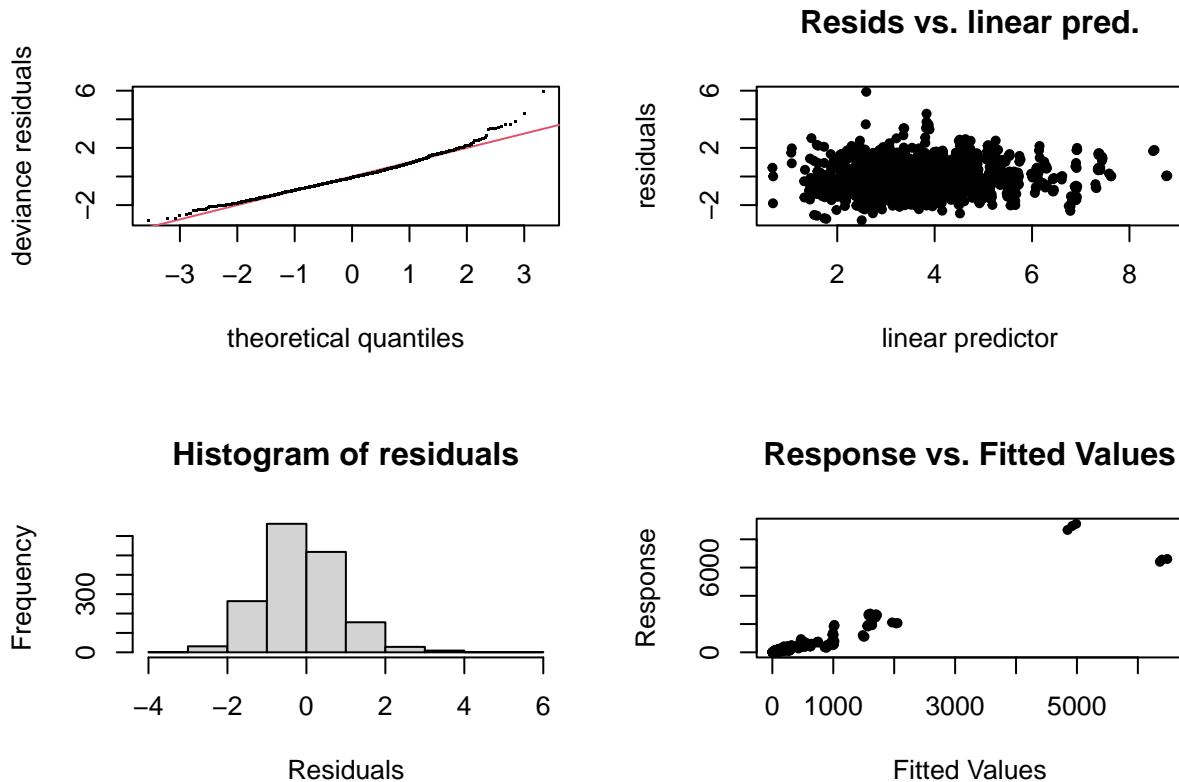 deviance residuals
6
2
−2
−3 −2 −1 0 1 2 3
theoretical quantiles
Resids vs. linear pred.
residuals
6
2
−2
2 4 6 8
linear predictor
Histogram of residuals
Frequency
300
0
−4 −2 0 2 4 6
Residuals
Response vs. Fitted Values
Response
6000
0
0 1000 3000 5000
Fitted Values